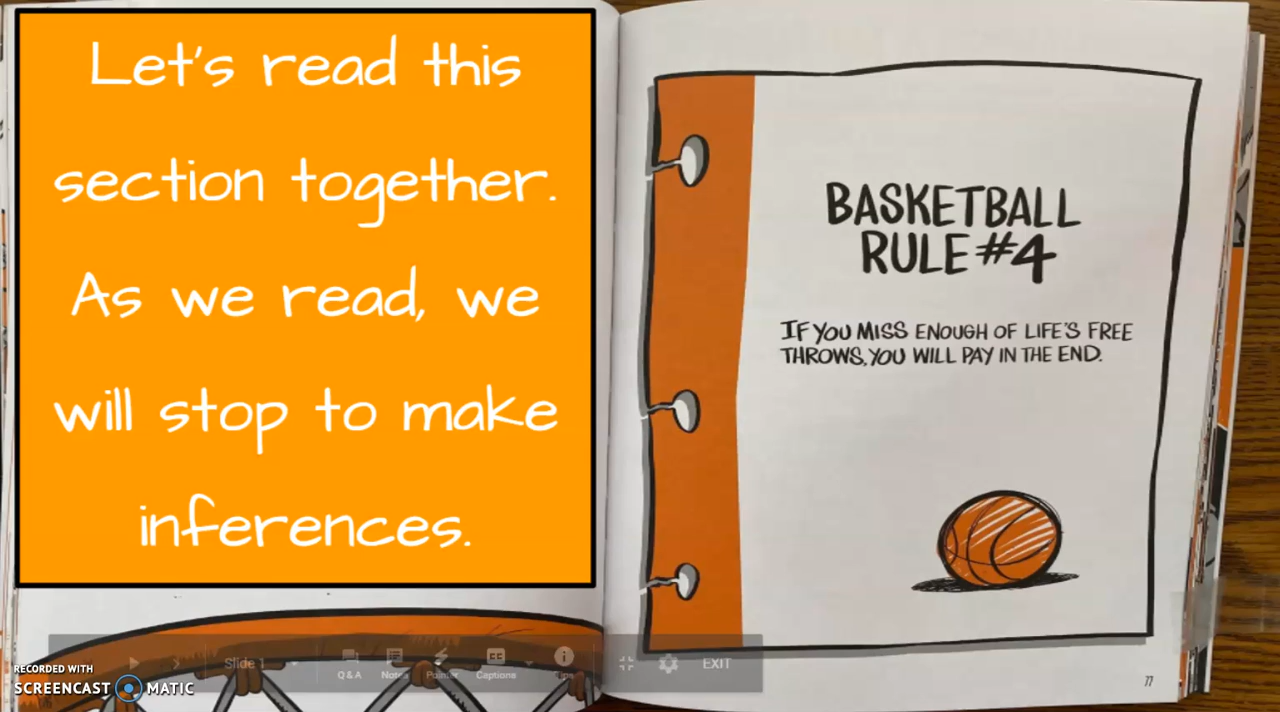 Let's read this
section together.
As we read, we
will stop to make
inferences.
BASKETBALL
RULE #4
IF YOU MISS ENOUGH OF LIFE'S FREE
THROWS, YOU WILL PAY IN THE END.
77
Slide 1
Q&A
Notes
Pointer
Captions
Tips
EXIT
RECORDED WITH
SCREENCAST MATIC